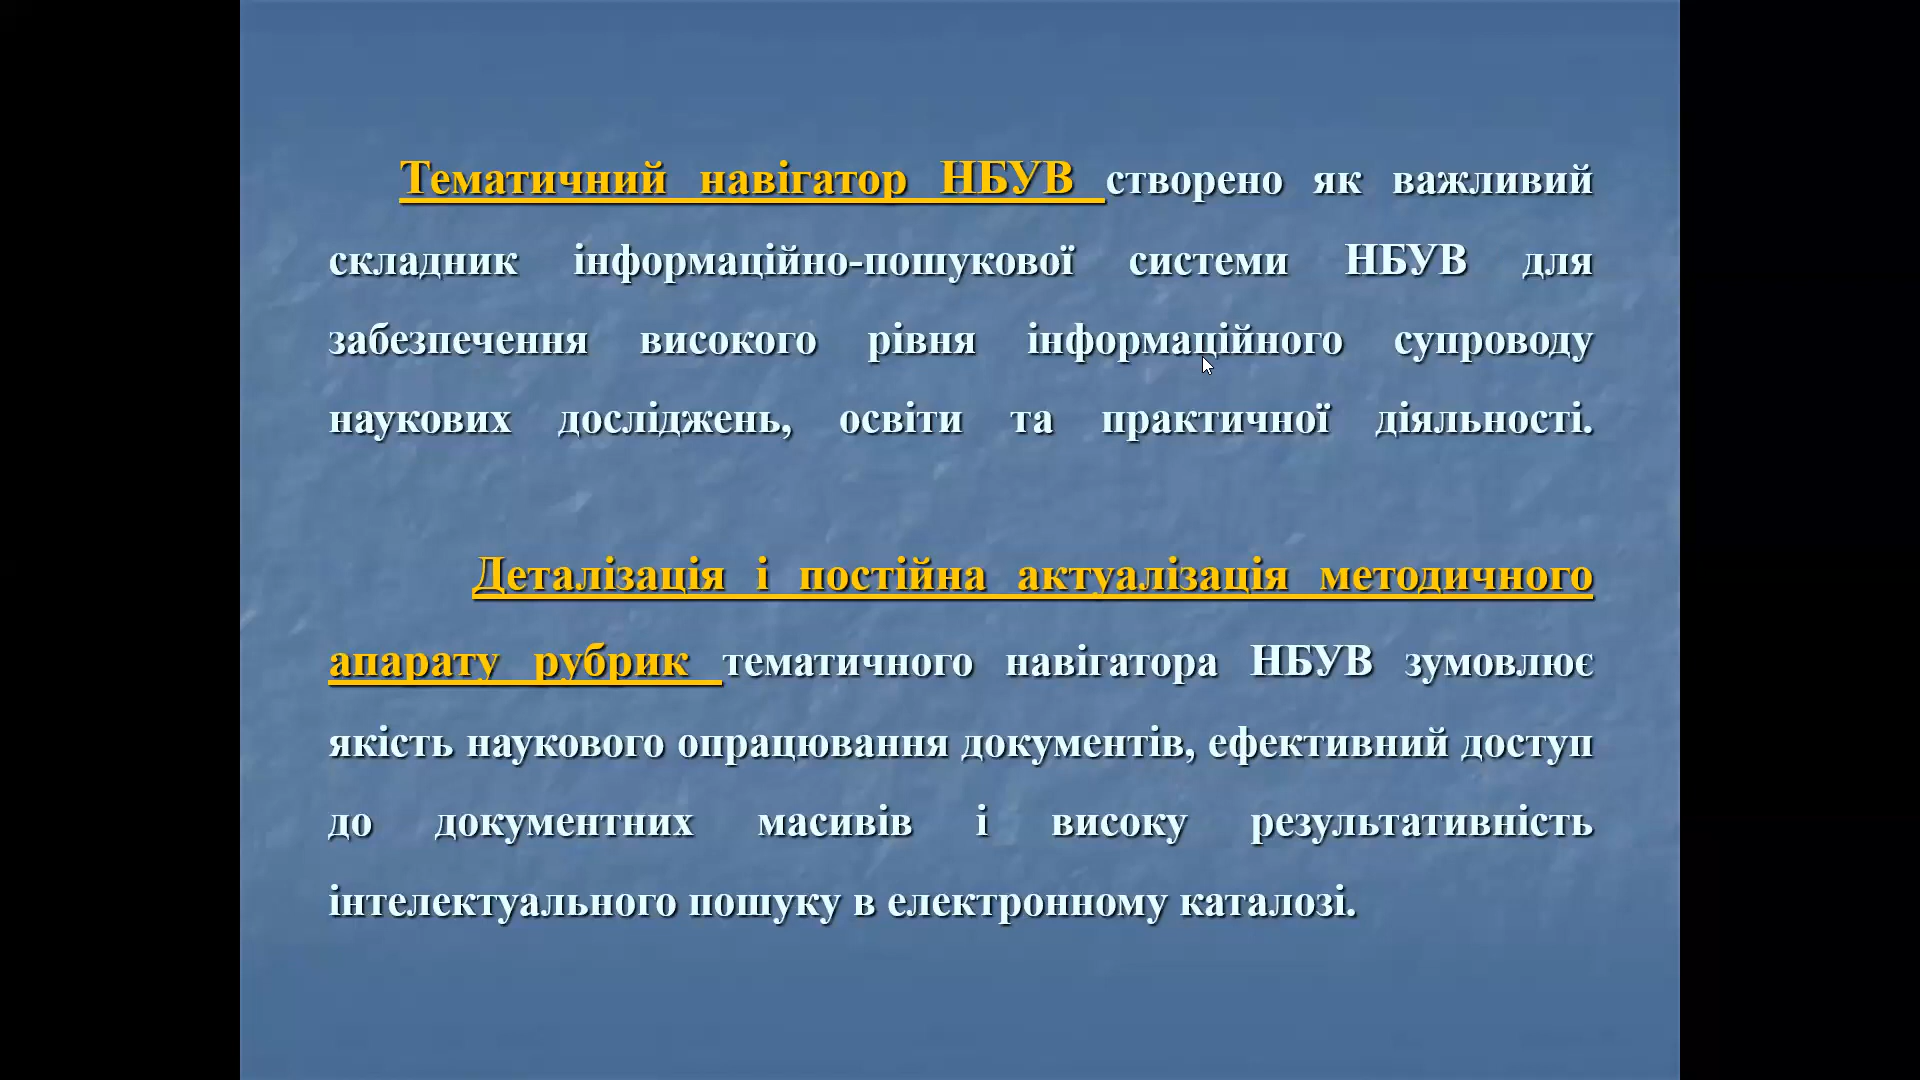 Тематичний навігатор НБУВ створено як важливий
складник інформаційно-пошукової системи НБУВ для
забезпечення високого рівня інформаційного супроводу
наукових досліджень, освіти та практичної діяльності.
Деталізація і постійна актуалізація методичного
апарату рубрик тематичного навігатора НБУВ зумовлює
якість наукового опрацювання документів, ефективний доступ
до документних масивів і високу результативність
інтелектуального пошуку в електронному каталозі.